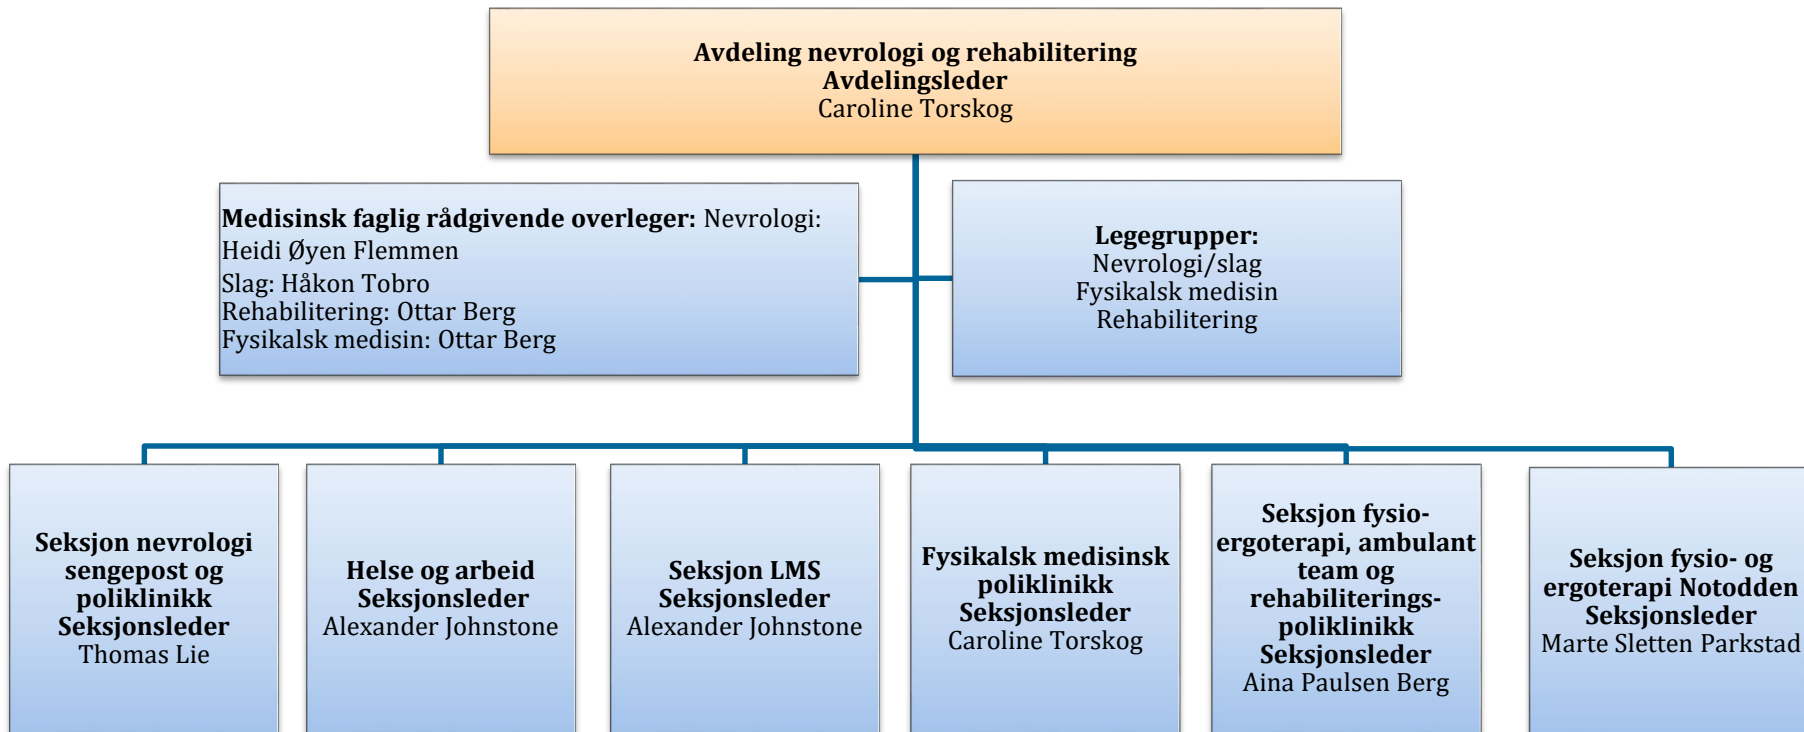 Avdeling nevrologi og rehabilitering
Avdelingsleder
Caroline Torskog
Medisinsk faglig rådgivende overleger: Nevrologi:
Heidi Øyen Flemmen
Slag: Håkon Tobro
Rehabilitering: Ottar Berg
Fysikalsk medisin: Ottar Berg
Legegrupper:
Nevrologi/slag
Fysikalsk medisin
Rehabilitering
Seksjon nevrologi
sengepost og
poliklinikk
Seksjonsleder
Thomas Lie
Helse og arbeid
Seksjonsleder
Alexander Johnstone
Seksjon LMS
Seksjonsleder
Alexander Johnstone
Fysikalsk medisinsk
poliklinikk
Seksjonsleder
Caroline Torskog
Seksjon fysio-
ergoterapi, ambulant
team og
rehabiliterings-
poliklinikk
Seksjonsleder
Aina Paulsen Berg
Seksjon fysio- og
ergoterapi Notodden
Seksjonsleder
Marte Sletten Parkstad